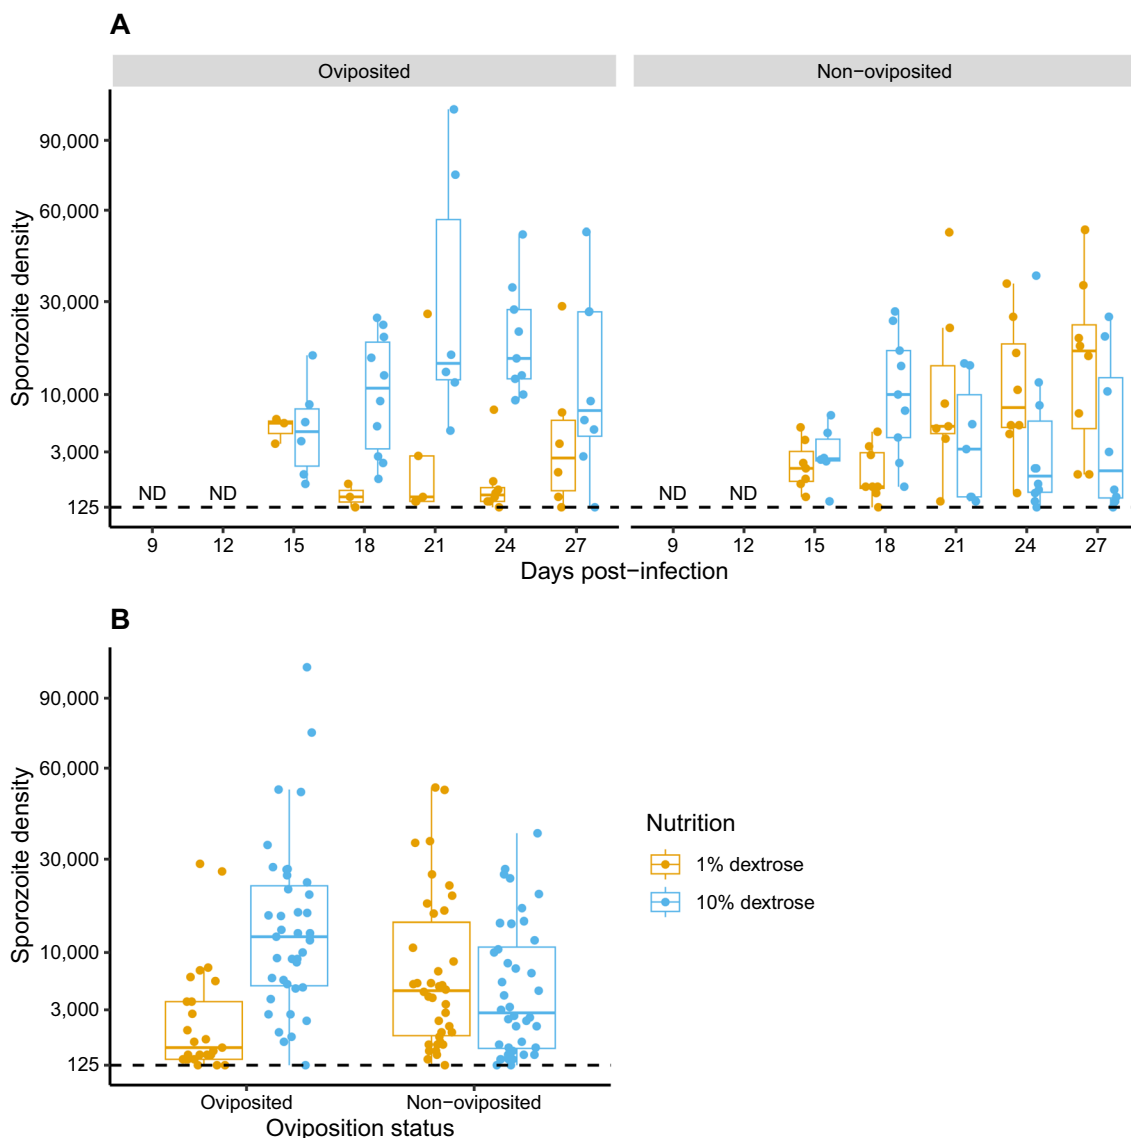 A
Oviposited Non−oviposited
Sporozoite density
90,000
60,000
30,000
10,000
3,000
125
ND ND ND ND
9 12 15 18 21 24 27 9 12 15 18 21 24 27
Days post−infection
B
Sporozoite density
90,000
60,000
30,000
10,000
3,000
125
Oviposited Non−oviposited
Oviposition status
Nutrition
1% dextrose
10% dextrose